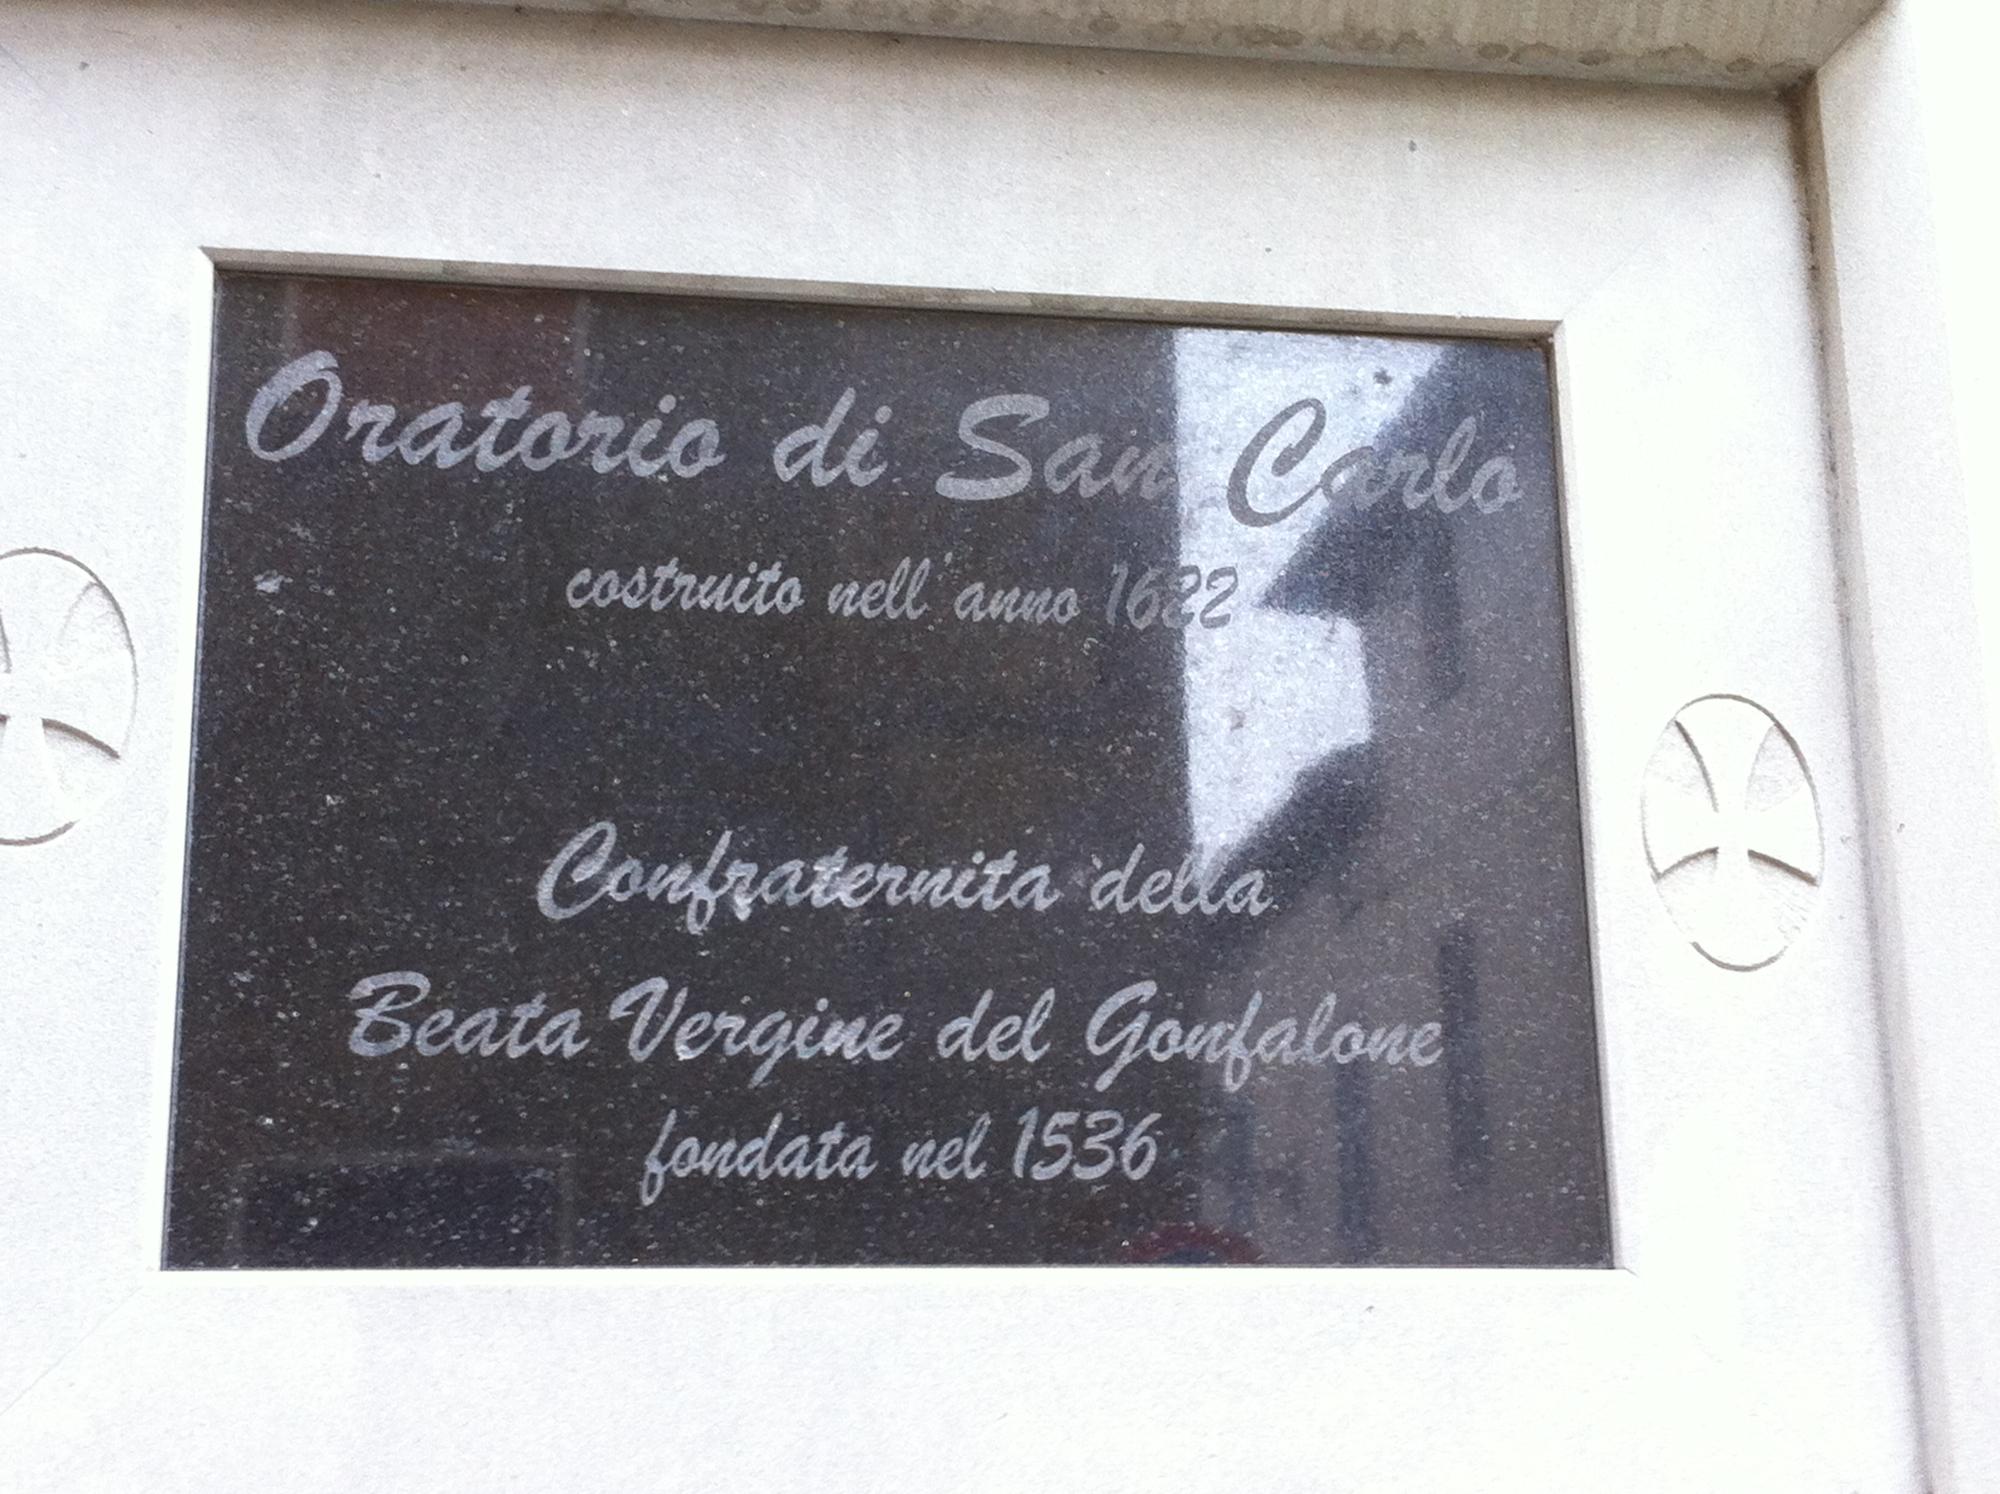 Oratorio di San Carlo
costruito nell'anno 1622
Confraternita della
Beata Vergine del Gonfalone
fondata nel 1536